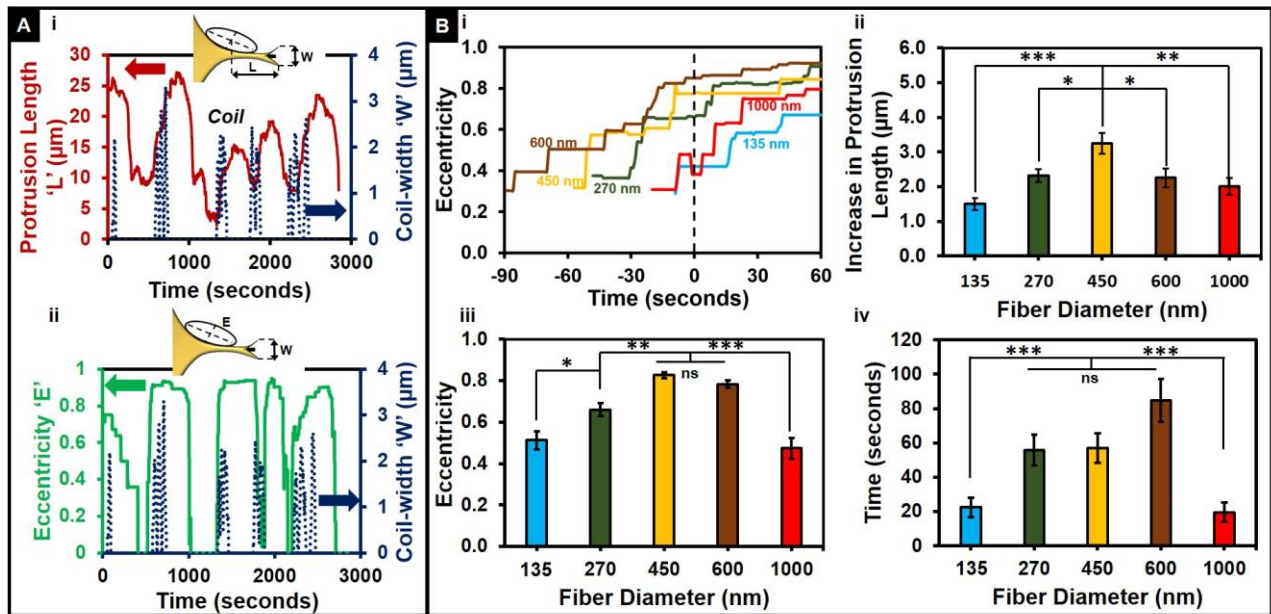 A
i
W
L
30
25
20
15
10
5
0
Protrusion Length
'L' (μm)
Coil
4
3
2
1
0
Coil-width 'W' (μm)
0 1000 2000 3000
Time (seconds)
ii
E
W
1
0.8
0.6
0.4
0.2
0
Eccentricity 'E'
4
3
2
1
0
Coil-width 'W' (μm)
0 1000 2000 3000
Time (seconds)
B
i
1.0
0.8
0.6
0.4
0.2
0.0
Eccentricity
600 nm
450 nm
270 nm
1000 nm
135 nm
-90 -60 -30 0 30 60
Time (seconds)
ii
6.0
5.0
4.0
3.0
2.0
1.0
0.0
Increase in Protrusion
Length (μm)
*** **
* *
135 270 450 600 1000
Fiber Diameter (nm)
iii
1.0
0.8
0.6
0.4
0.2
0.0
Eccentricity
* ** ***
ns
135 270 450 600 1000
Fiber Diameter (nm)
iv
120
100
80
60
40
20
0
Time (seconds)
*** ***
ns
135 270 450 600 1000
Fiber Diameter (nm)